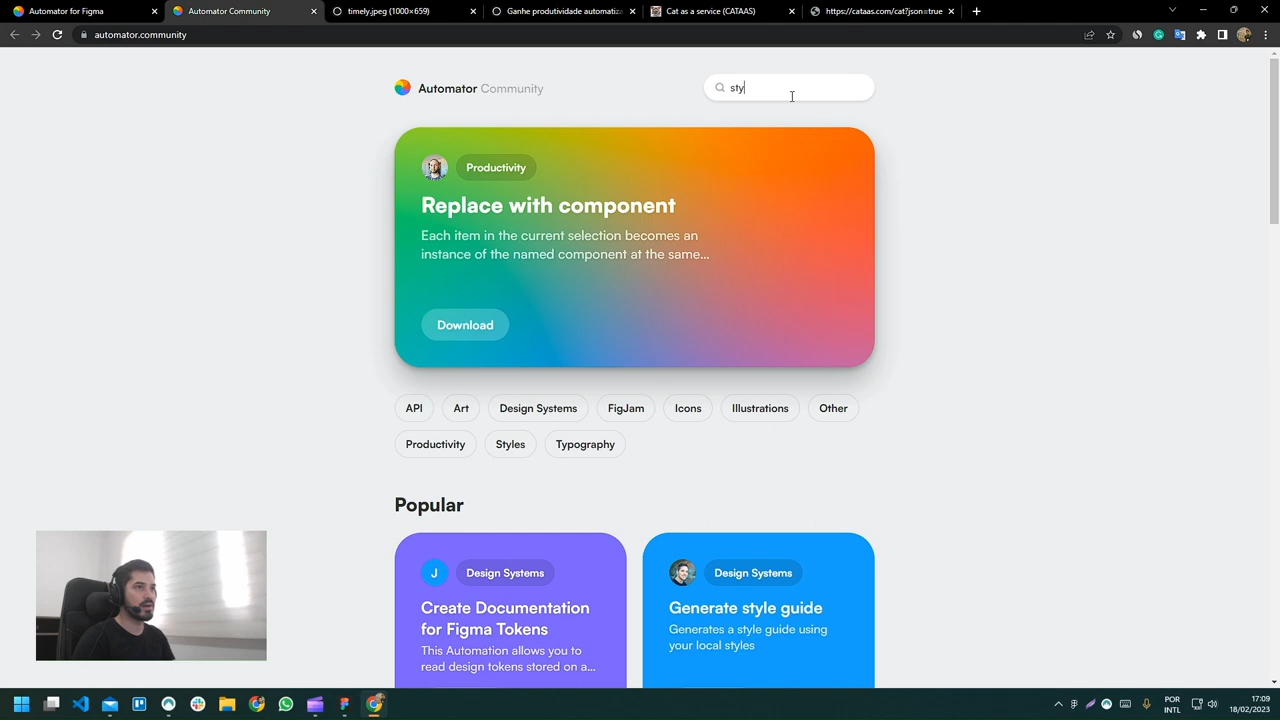 Automator for Figma
Automator Community
timely.jpeg (1000×659)
Ganhe produtividade automatiza
Cat as a service (CATAAS)
https://cataas.com/cat?json=true
automator.community
Automator Community
sty
Productivity
Replace with component
Each item in the current selection becomes an
instance of the named component at the same...
Download
API
Art
Design Systems
FigJam
Icons
Illustrations
Other
Productivity
Styles
Typography
Popular
J
Design Systems
Create Documentation
for Figma Tokens
This Automation allows you to
read design tokens stored on a...
Design Systems
Generate style guide
Generates a style guide using
your local styles
POR
INTL
17:09
18/02/2023